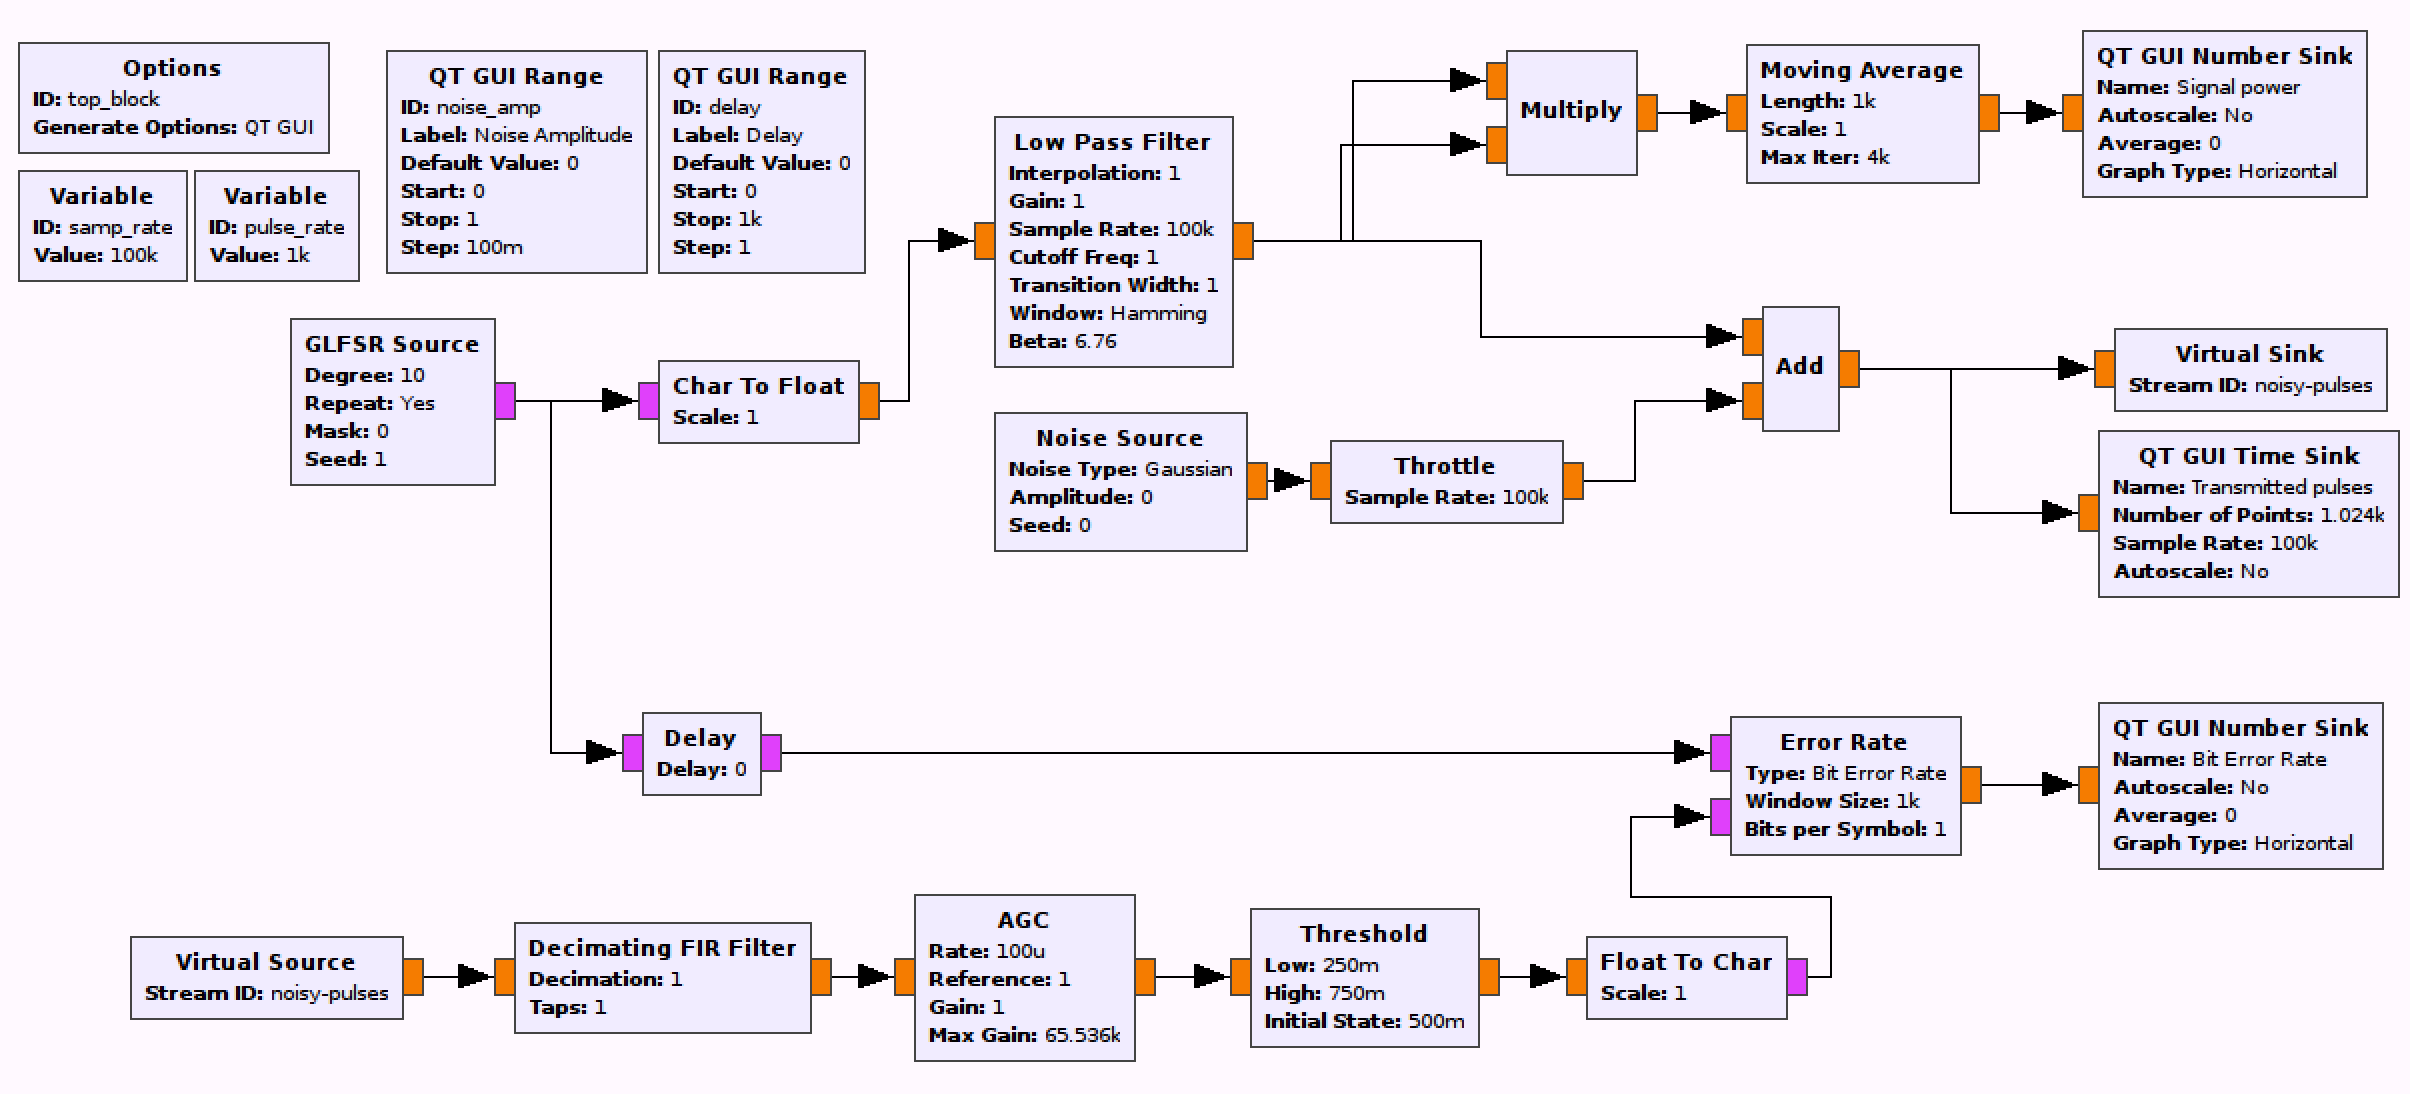 Options
ID: top_block
Generate Options: QT GUI
Variable
ID: samp_rate
Value: 100k
Variable
ID: pulse_rate
Value: 1k
QT GUI Range
ID: noise_amp
Label: Noise Amplitude
Default Value: 0
Start: 0
Stop: 1
Step: 100m
QT GUI Range
ID: delay
Label: Delay
Default Value: 0
Start: 0
Stop: 1k
Step: 1
Low Pass Filter
Interpolation: 1
Gain: 1
Sample Rate: 100k
Cutoff Freq: 1
Transition Width: 1
Window: Hamming
Beta: 6.76
Multiply
Moving Average
Length: 1k
Scale: 1
Max Iter: 4k
QT GUI Number Sink
Name: Signal power
Autoscale: No
Average: 0
Graph Type: Horizontal
GLFSR Source
Degree: 10
Repeat: Yes
Mask: 0
Seed: 1
Char To Float
Scale: 1
Noise Source
Noise Type: Gaussian
Amplitude: 0
Seed: 0
Throttle
Sample Rate: 100k
Add
Virtual Sink
Stream ID: noisy-pulses
QT GUI Time Sink
Name: Transmitted pulses
Number of Points: 1.024k
Sample Rate: 100k
Autoscale: No
Delay
Delay: 0
Error Rate
Type: Bit Error Rate
Window Size: 1k
Bits per Symbol: 1
QT GUI Number Sink
Name: Bit Error Rate
Autoscale: No
Average: 0
Graph Type: Horizontal
Virtual Source
Stream ID: noisy-pulses
Decimating FIR Filter
Decimation: 1
Taps: 1
AGC
Rate: 100u
Reference: 1
Gain: 1
Max Gain: 65.536k
Threshold
Low: 250m
High: 750m
Initial State: 500m
Float To Char
Scale: 1